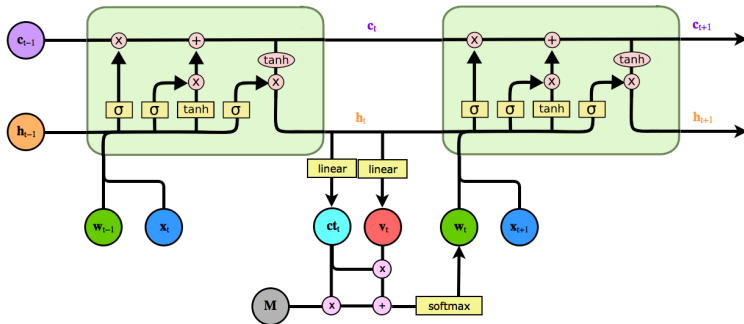 c_t c_{t+1}
c_{t-1} x + x +
tanh tanh
x x x x
σ σ tanh σ σ σ tanh σ
h_{t-1} h_t h_{t+1}
linear linear
w_{t-1} x_t ct_t v_t w_t x_{t+1}
x
M x + softmax